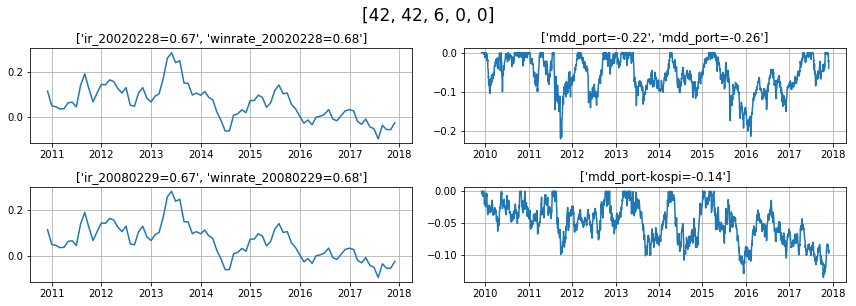 [42, 42, 6, 0, 0]
['ir_20020228=0.67', 'winrate_20020228=0.68']
0.2
0.0
2011 2012 2013 2014 2015 2016 2017 2018
['mdd_port=-0.22', 'mdd_port=-0.26']
0.0
−0.1
−0.2
2010 2011 2012 2013 2014 2015 2016 2017 2018
['ir_20080229=0.67', 'winrate_20080229=0.68']
0.2
0.0
2011 2012 2013 2014 2015 2016 2017 2018
['mdd_port-kospi=-0.14']
0.00
−0.05
−0.10
2010 2011 2012 2013 2014 2015 2016 2017 2018